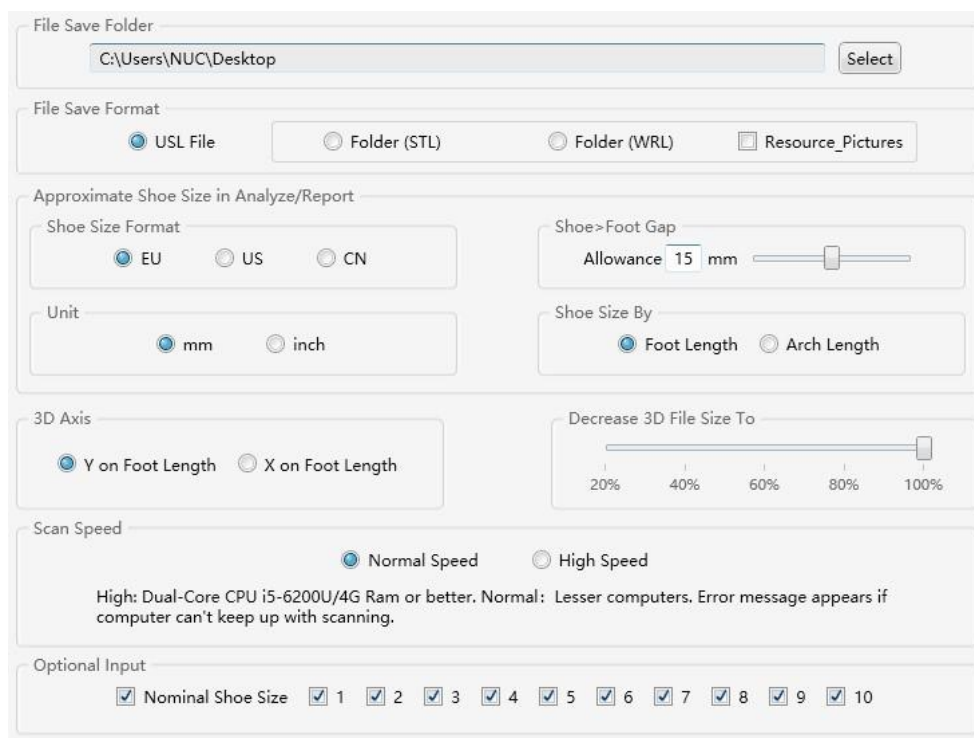 File Save Folder
C:\Users\NUC\Desktop Select
File Save Format
USL File Folder (STL) Folder (WRL) Resource_Pictures
Approximate Shoe Size in Analyze/Report
Shoe Size Format Shoe>Foot Gap
EU US CN Allowance 15 mm
Unit Shoe Size By
mm inch Foot Length Arch Length
3D Axis Decrease 3D File Size To
Y on Foot Length X on Foot Length
20% 40% 60% 80% 100%
Scan Speed
Normal Speed High Speed
High: Dual-Core CPU i5-6200U/4G Ram or better. Normal: Lesser computers. Error message appears if
computer can't keep up with scanning.
Optional Input
Nominal Shoe Size 1 2 3 4 5 6 7 8 9 10